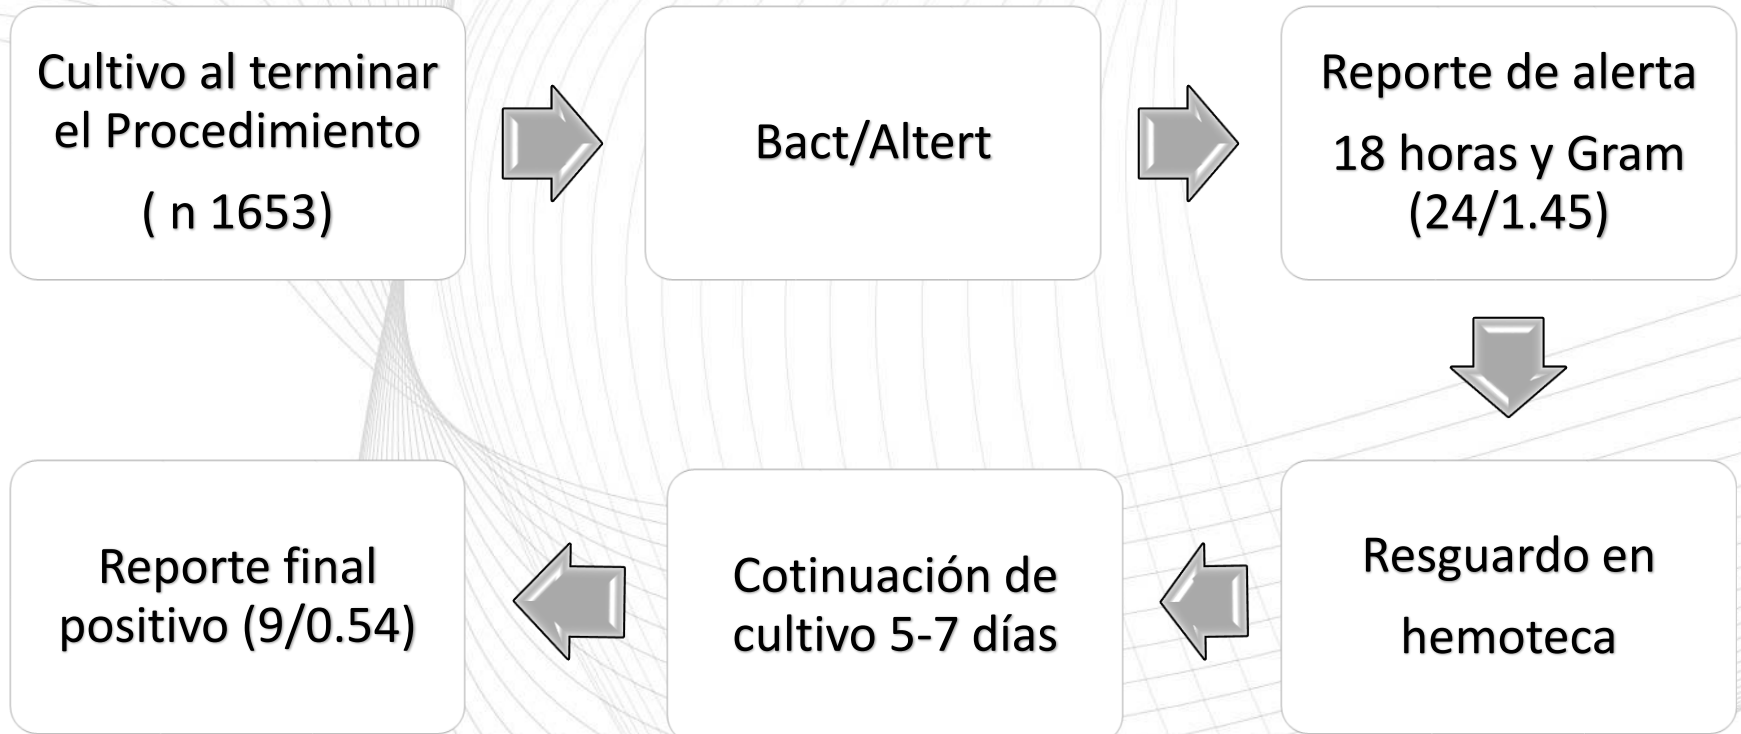 Cultivo al terminar
el Procedimiento
( n 1653)
Bact/Altert
Reporte de alerta
18 horas y Gram
(24/1.45)
Resguardo en
hemoteca
Cotinuación de
cultivo 5-7 días
Reporte final
positivo (9/0.54)